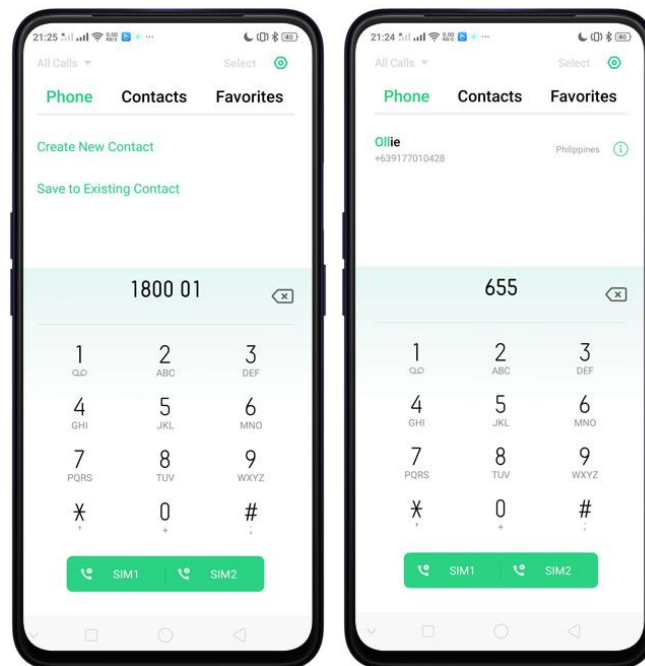 21:25
All Calls
Select
Phone Contacts Favorites
Create New Contact
Save to Existing Contact
1800 01
1 2 3
ABC DEF
4 5 6
GHI JKL MNO
7 8 9
PQRS TUV WXYZ
* 0 #
, + ;
SIM1 SIM2
21:24
All Calls
Select
Phone Contacts Favorites
Ollie
+639177010428
Philippines
655
1 2 3
ABC DEF
4 5 6
GHI JKL MNO
7 8 9
PQRS TUV WXYZ
* 0 #
, + ;
SIM1 SIM2